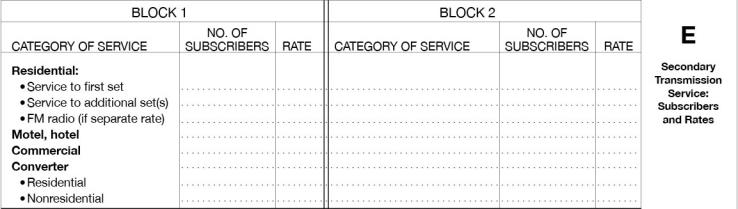 BLOCK 1
BLOCK 2
CATEGORY OF SERVICE
NO. OF
SUBSCRIBERS
RATE
CATEGORY OF SERVICE
NO. OF
SUBSCRIBERS
RATE
Residential:
• Service to first set
• Service to additional set(s)
• FM radio (if separate rate)
Motel, hotel
Commercial
Converter
• Residential
• Nonresidential
E
Secondary
Transmission
Service:
Subscribers
and Rates